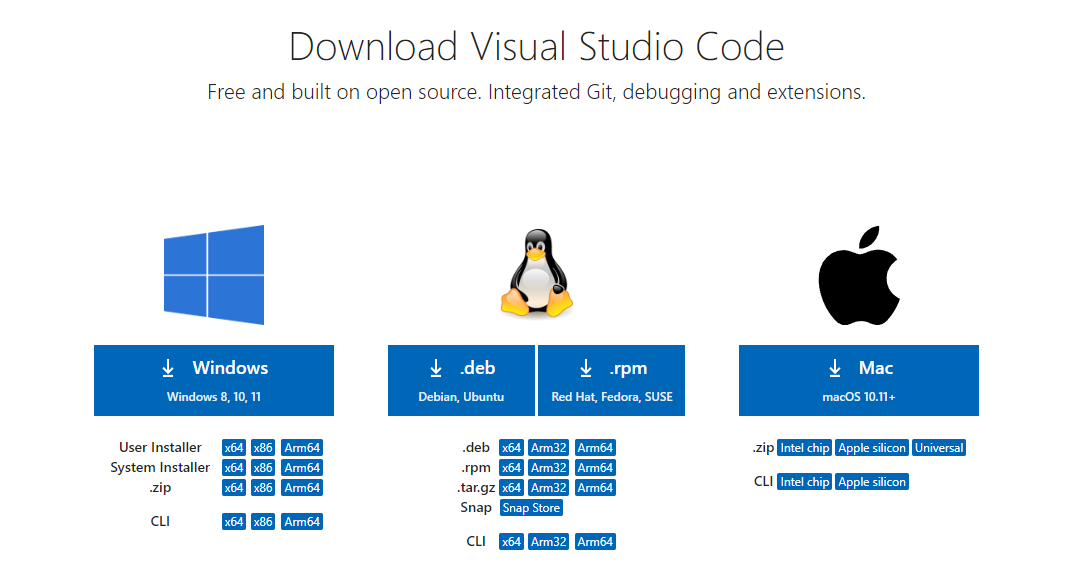 Download Visual Studio Code
Free and built on open source. Integrated Git, debugging and extensions.
Windows
Windows 8, 10, 11
User Installer x64 x86 Arm64
System Installer x64 x86 Arm64
.zip x64 x86 Arm64
CLI x64 x86 Arm64
.deb
Debian, Ubuntu
.rpm
Red Hat, Fedora, SUSE
.deb x64 Arm32 Arm64
.rpm x64 Arm32 Arm64
.tar.gz x64 Arm32 Arm64
Snap Snap Store
CLI x64 Arm32 Arm64
Mac
macOS 10.11+
.zip Intel chip Apple silicon Universal
CLI Intel chip Apple silicon